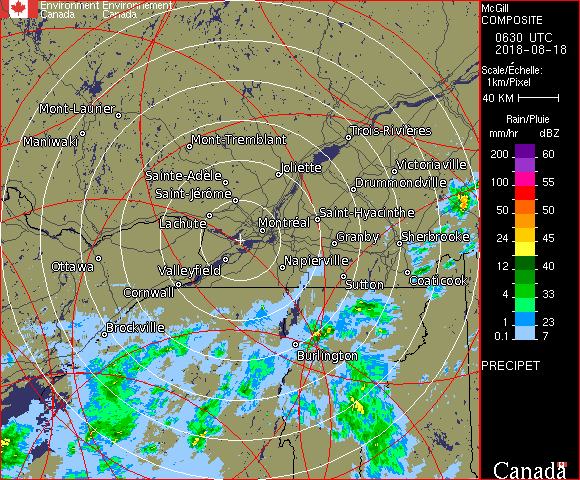 Environment Environnement
Canada Canada
McGill
COMPOSITE
0630 UTC
2018-08-18
Scale/Échelle:
1km/Pixel
40 KM
Rain/Pluie
mm/hr dBZ
200 60
100 55
50 50
24 45
12 40
4 33
1 23
0.1 7
PRECIPET
Canada
Mont-Laurier
Maniwaki
Mont-Tremblant
Trois-Rivières
Sainte-Adèle
Joliette
Victoriaville
Saint-Jérôme
Drummondville
Lachute
Montréal
Saint-Hyacinthe
Granby
Sherbrooke
Ottawa
Valleyfield
Napierville
Cornwall
Sutton
Coaticook
Brockville
Burlington